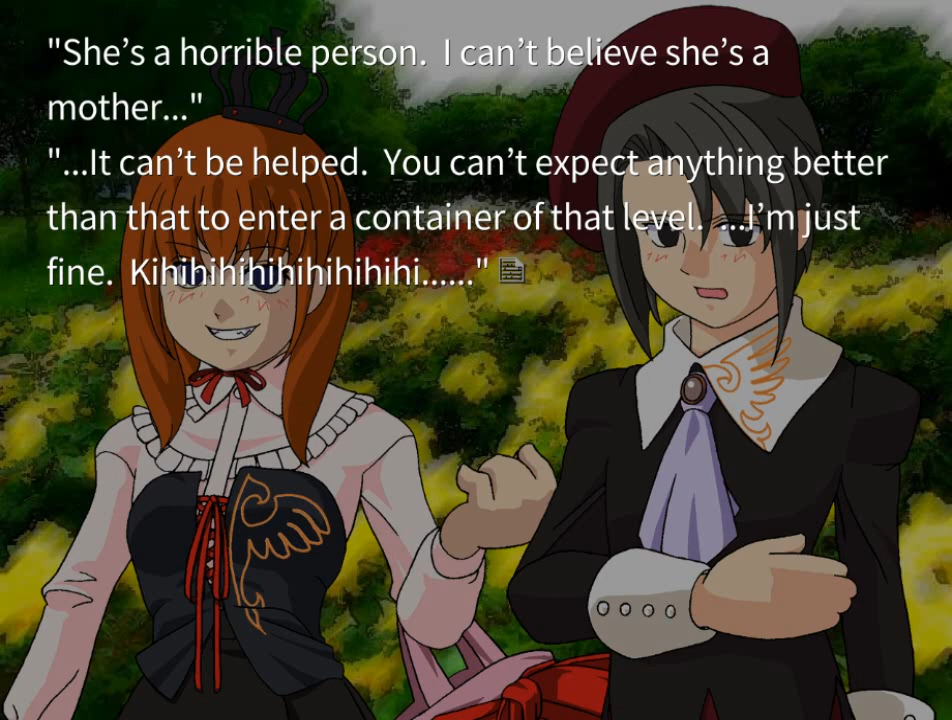 "She’s a horrible person.  I can’t believe she’s a
mother..."
"...It can’t be helped.  You can’t expect anything better
than that to enter a container of that level.  ...I’m just
fine.  Kihihihihihihihihihi......"